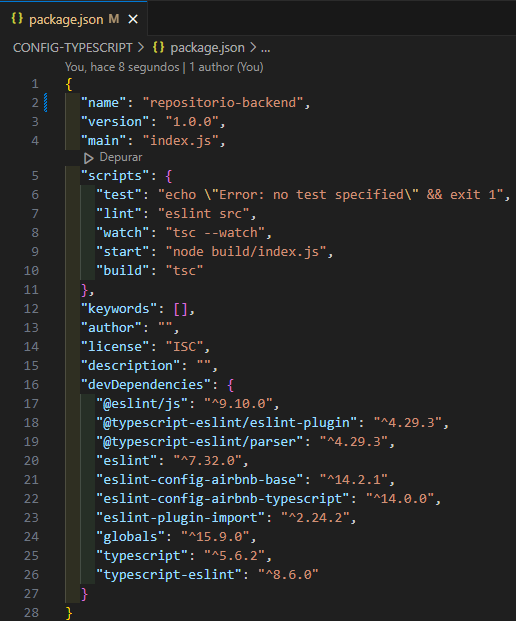 package.json M
CONFIG-TYPESCRIPT > package.json > ...
You, hace 8 segundos | 1 author (You)
1 {
2 "name": "repositorio-backend",
3 "version": "1.0.0",
4 "main": "index.js",
Depurar
5 "scripts": {
6 "test": "echo \"Error: no test specified\" && exit 1",
7 "lint": "eslint src",
8 "watch": "tsc --watch",
9 "start": "node build/index.js",
10 "build": "tsc"
11 },
12 "keywords": [],
13 "author": "",
14 "license": "ISC",
15 "description": "",
16 "devDependencies": {
17 "@eslint/js": "^9.10.0",
18 "@typescript-eslint/eslint-plugin": "^4.29.3",
19 "@typescript-eslint/parser": "^4.29.3",
20 "eslint": "^7.32.0",
21 "eslint-config-airbnb-base": "^14.2.1",
22 "eslint-config-airbnb-typescript": "^14.0.0",
23 "eslint-plugin-import": "^2.24.2",
24 "globals": "^15.9.0",
25 "typescript": "^5.6.2",
26 "typescript-eslint": "^8.6.0"
27 }
28 }